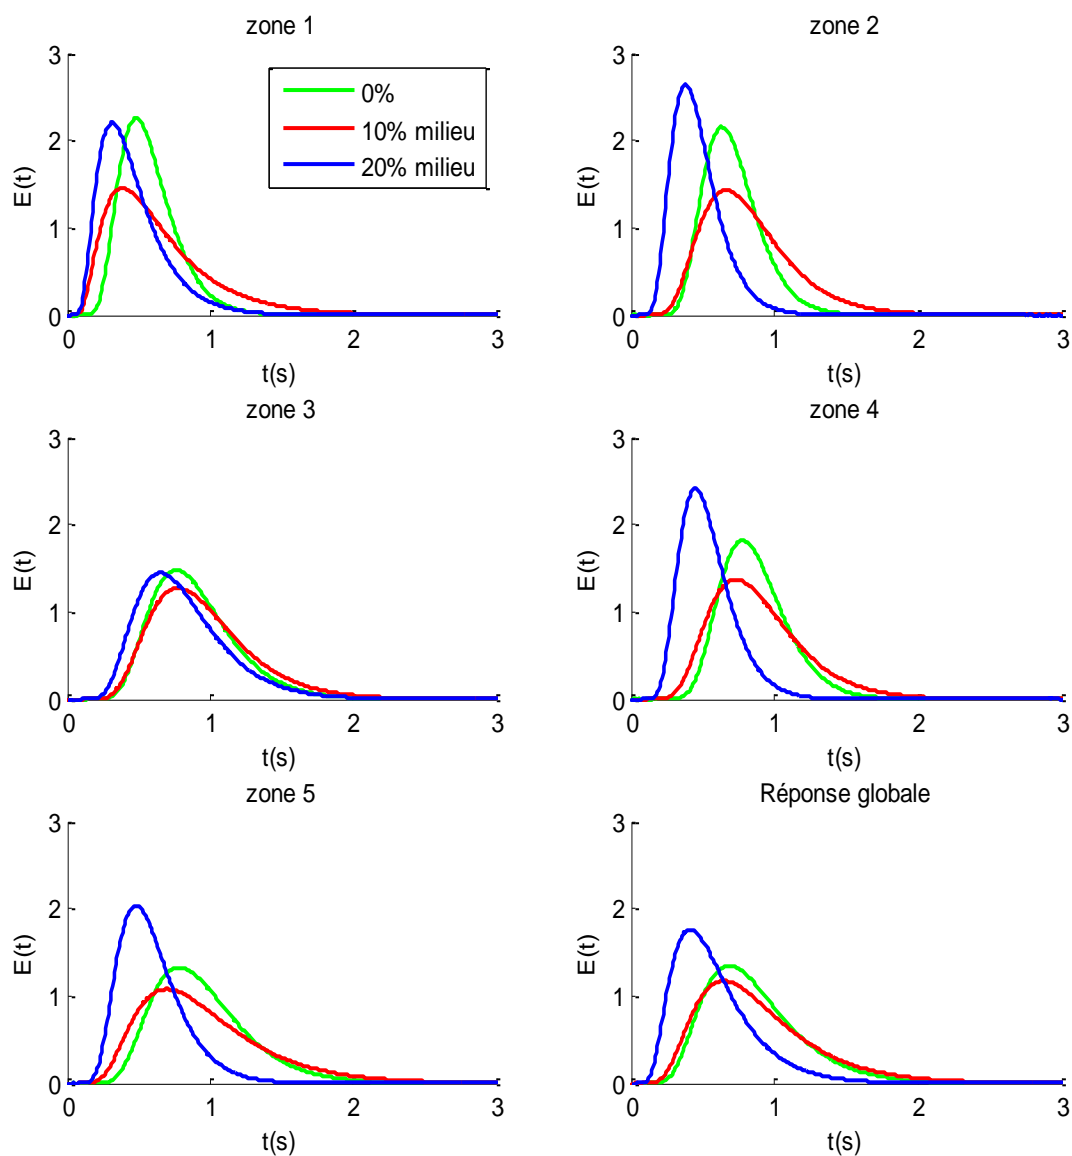 zone 1
3
2
1
0
E(t)
0%
10% milieu
20% milieu
0 1 2 3
t(s)
zone 2
3
2
1
0
E(t)
0 1 2 3
t(s)
zone 3
3
2
1
0
E(t)
0 1 2 3
t(s)
zone 4
3
2
1
0
E(t)
0 1 2 3
t(s)
zone 5
3
2
1
0
E(t)
0 1 2 3
t(s)
Réponse globale
3
2
1
0
E(t)
0 1 2 3
t(s)